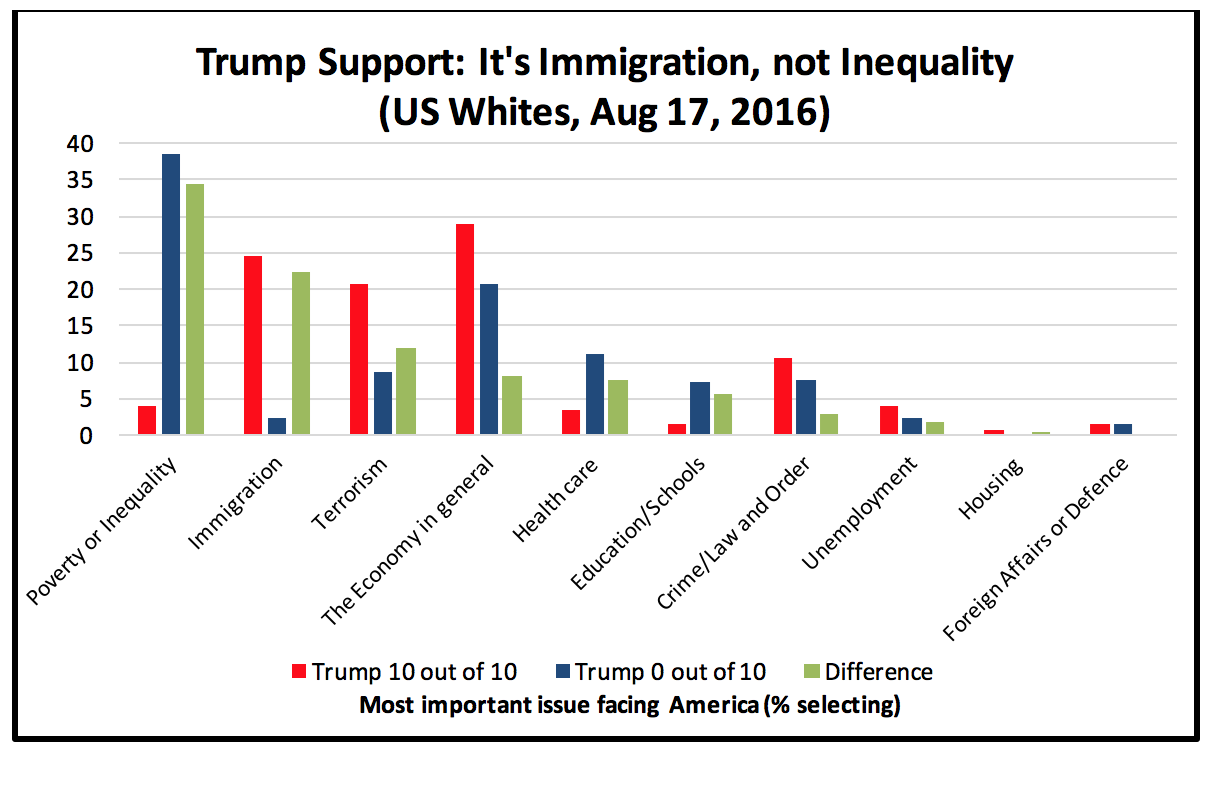 Trump Support: It's Immigration, not Inequality
(US Whites, Aug 17, 2016)
40
35
30
25
20
15
10
5
0
Poverty or Inequality
Immigration
Terrorism
The Economy in general
Health care
Education/Schools
Crime/Law and Order
Unemployment
Housing
Foreign Affairs or Defence
Trump 10 out of 10 Trump 0 out of 10 Difference
Most important issue facing America (% selecting)